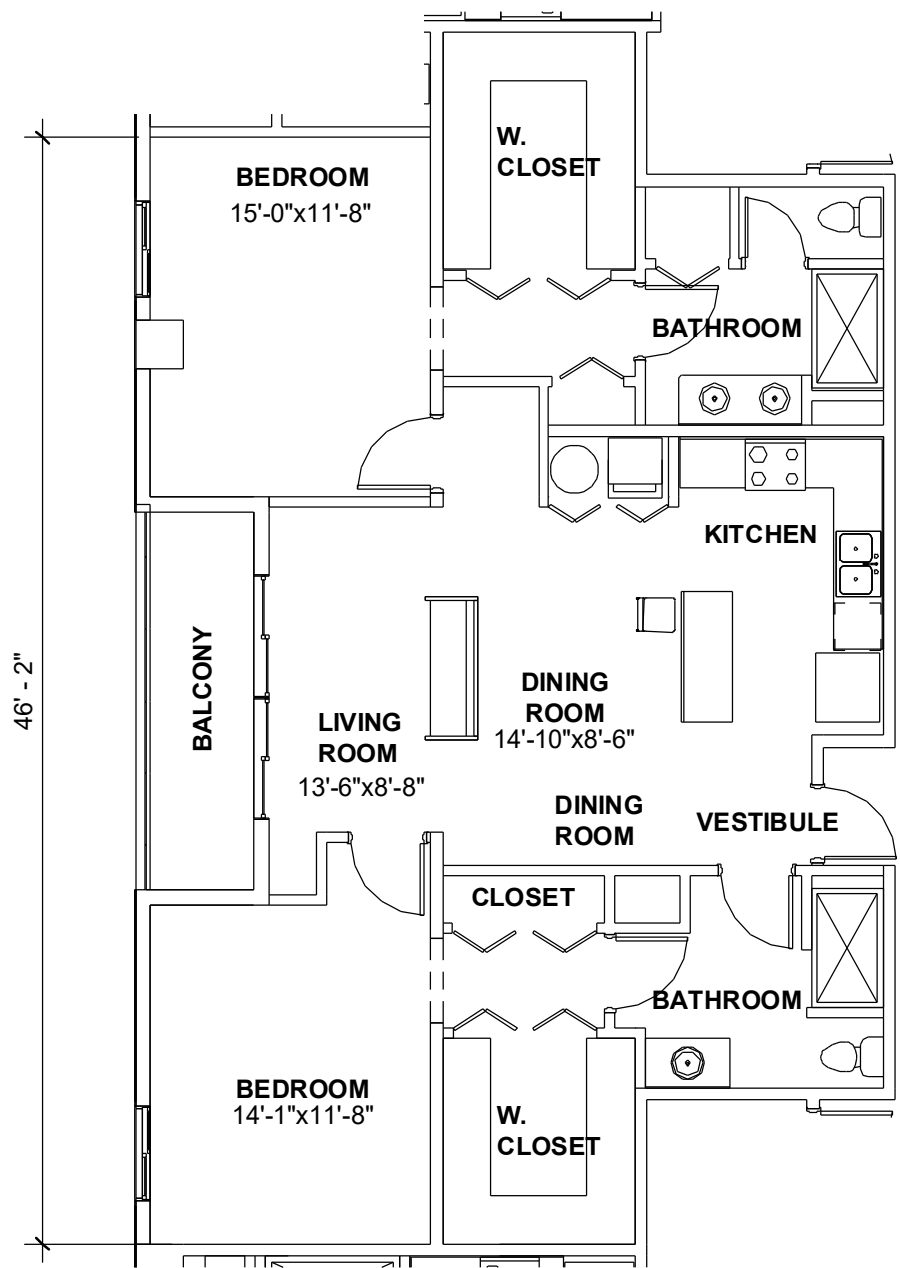 W.
CLOSET
BEDROOM
15'-0"x11'-8"
BATHROOM
KITCHEN
46' - 2"
BALCONY
LIVING
ROOM
13'-6"x8'-8"
DINING
ROOM
14'-10"x8'-6"
DINING
ROOM
VESTIBULE
CLOSET
BATHROOM
BEDROOM
14'-1"x11'-8"
W.
CLOSET